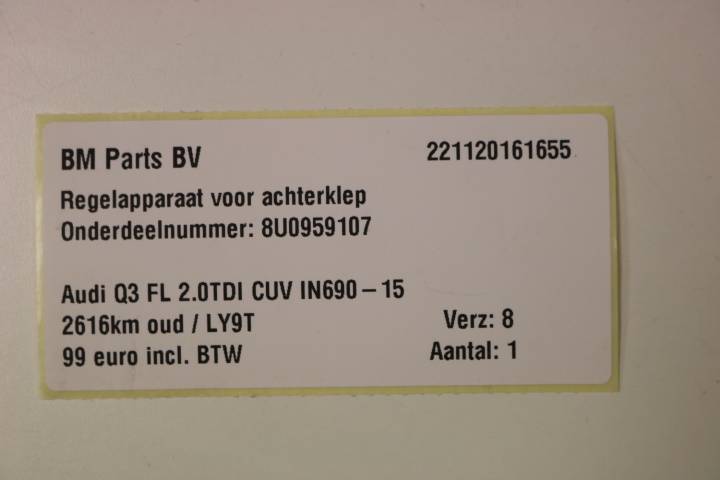 BM Parts BV 221120161655
Regelapparaat voor achterklep
Onderdeelnummer: 8U0959107
Audi Q3 FL 2.0TDI CUV IN690 – 15
2616km oud / LY9T Verz: 8
99 euro incl. BTW Aantal: 1